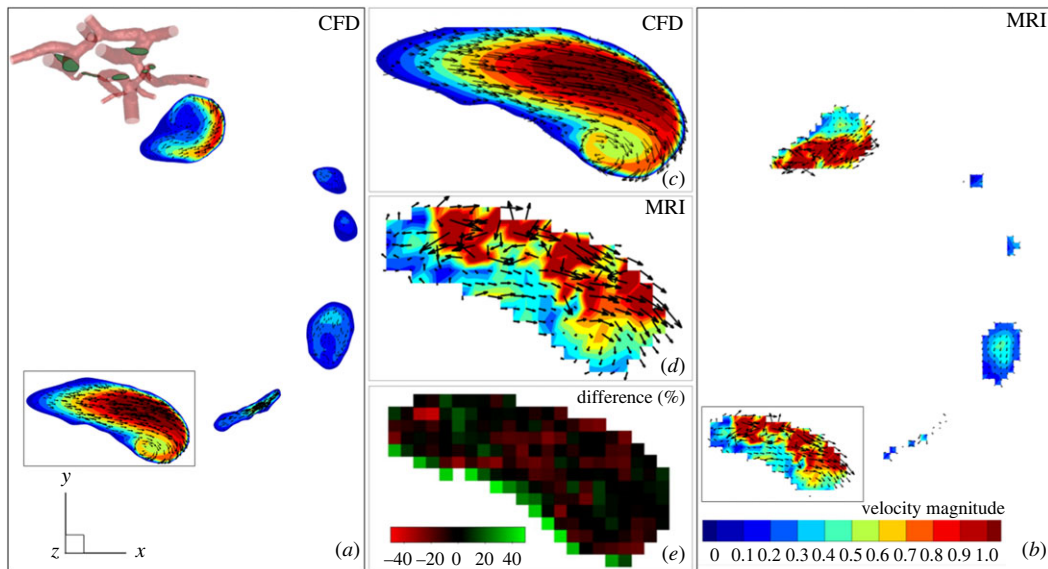 CFD
y
z
x
(a)
CFD
(c)
MRI
(d)
difference (%)
−40 −20 0 20 40
(e)
MRI
velocity magnitude
0 0.1 0.2 0.3 0.4 0.5 0.6 0.7 0.8 0.9 1.0
(b)